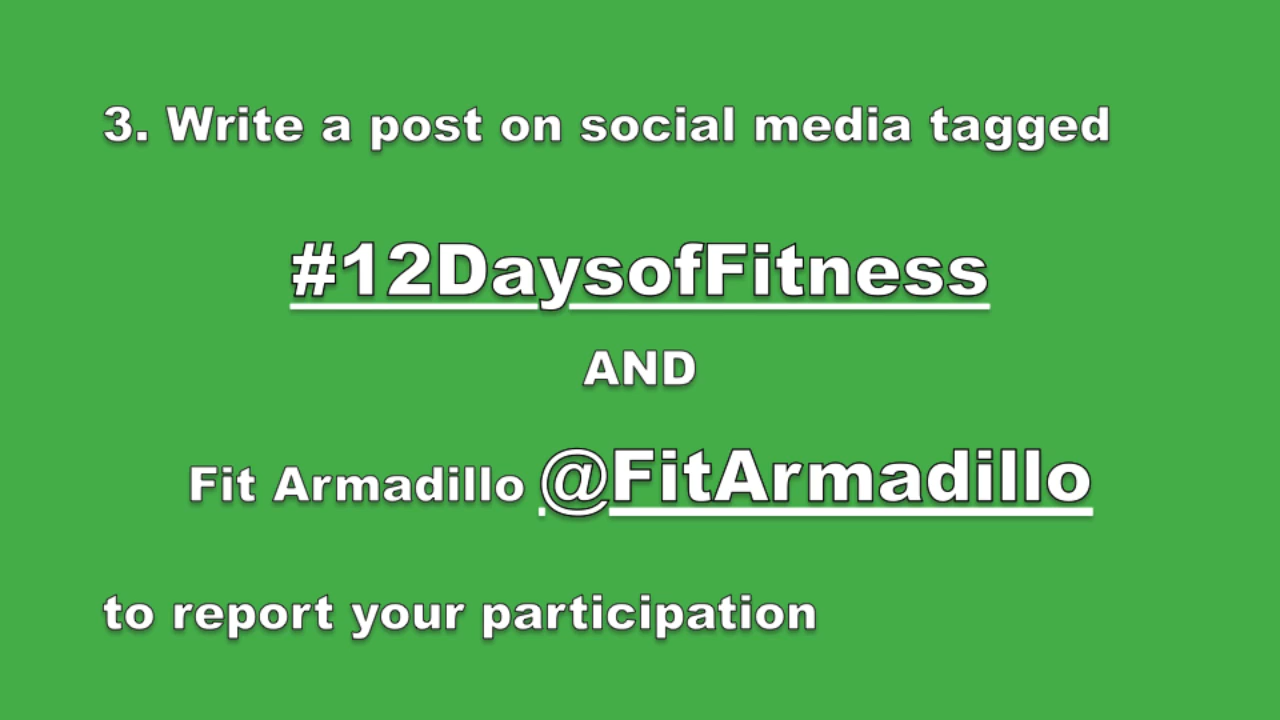 3. Write a post on social media tagged
#12DaysofFitness
AND
Fit Armadillo @FitArmadillo
to report your participation